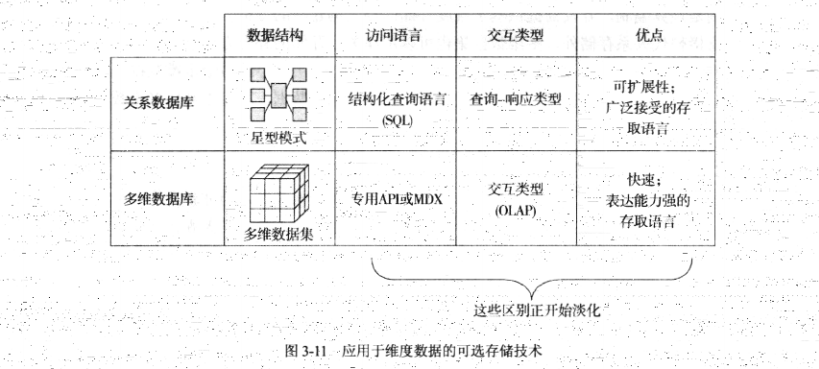 数据结构 访问语言 交互类型 优点
关系数据库
星型模式
结构化查询语言
(SQL)
查询-响应类型
可扩展性；
广泛接受的存
取语言
多维数据库
多维数据集
专用API或MDX
交互类型
(OLAP)
快速；
表达能力强的
存取语言
这些区别正开始淡化
图 3-11 应用于维度数据的可选存储技术